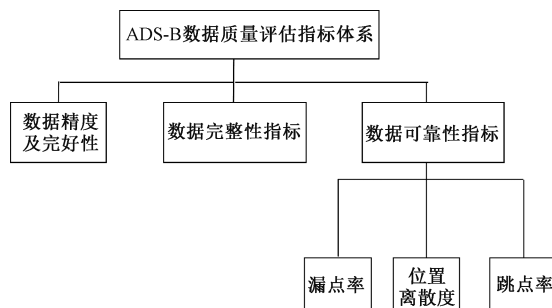 ADS-B数据质量评估指标体系
数据精度
及完好性
数据完整性指标
数据可靠性指标
漏点率
位置
离散度
跳点率